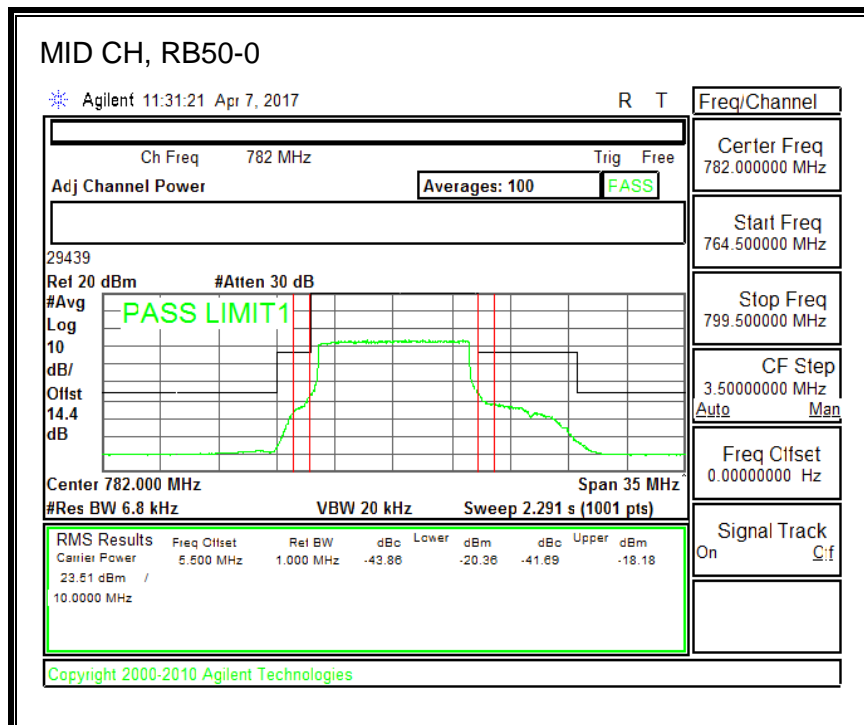 MID CH, RB50-0
Agilent 11:31:21 Apr 7, 2017 R T
Freq/Channel
Ch Freq 782 MHz Trig Free
Adj Channel Power Averages: 100 PASS
29439
Ref 20 dBm #Atten 30 dB
#Avg
Log
10
dB/
Offst
14.4
dB
PASS LIMIT1
Center 782.000 MHz Span 35 MHz
#Res BW 6.8 kHz VBW 20 kHz Sweep 2.291 s (1001 pts)
RMS Results Freq Offset Ref BW dBc Lower dBm dBc Upper dBm
Carrier Power 5.500 MHz 1.000 MHz -43.86 -20.36 -41.69 -18.18
23.51 dBm /
10.0000 MHz
Center Freq
782.000000 MHz
Start Freq
764.500000 MHz
Stop Freq
799.500000 MHz
CF Step
3.50000000 MHz
Auto Man
Freq Offset
0.00000000 Hz
Signal Track
On Off
Copyright 2000-2010 Agilent Technologies